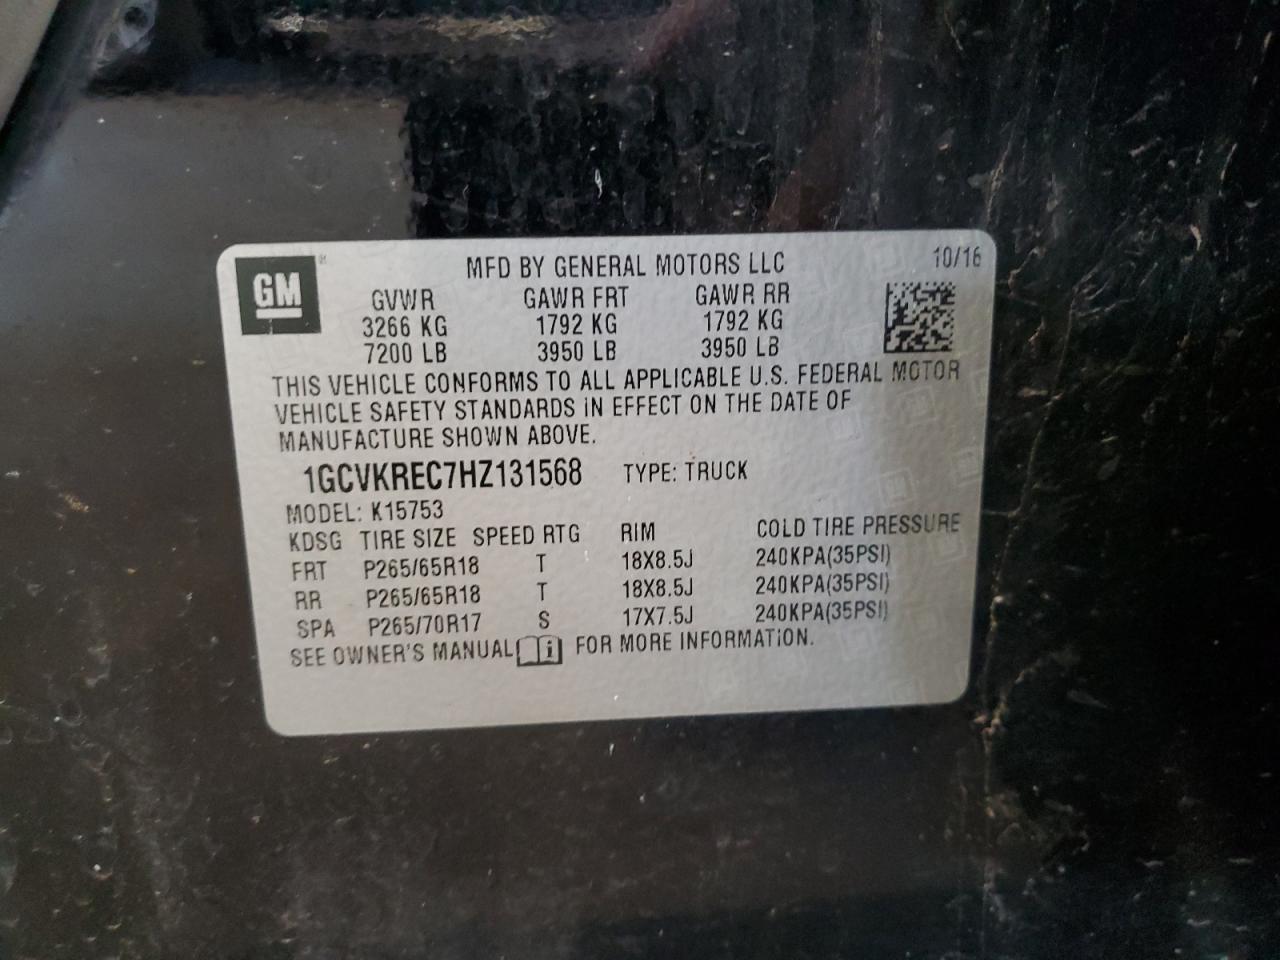 GM®
MFD BY GENERAL MOTORS LLC 10/16
GVWR GAWR FRT GAWR RR
3266 KG 1792 KG 1792 KG
7200 LB 3950 LB 3950 LB
THIS VEHICLE CONFORMS TO ALL APPLICABLE U.S. FEDERAL MOTOR
VEHICLE SAFETY STANDARDS IN EFFECT ON THE DATE OF
MANUFACTURE SHOWN ABOVE.
1GCVKREC7HZ131568 TYPE: TRUCK
MODEL: K15753
KDSG TIRE SIZE SPEED RTG RIM COLD TIRE PRESSURE
FRT P265/65R18 T 18X8.5J 240KPA(35PSI)
RR P265/65R18 T 18X8.5J 240KPA(35PSI)
SPA P265/70R17 S 17X7.5J 240KPA(35PSI)
SEE OWNER'S MANUAL i FOR MORE INFORMATION.